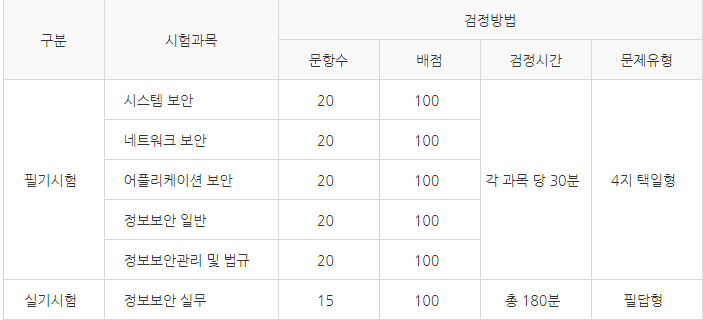 구분 시험과목 검정방법
문항수 배점 검정시간 문제유형
필기시험 시스템 보안 20 100 각 과목 당 30분 4지 택일형
네트워크 보안 20 100
어플리케이션 보안 20 100
정보보안 일반 20 100
정보보안관리 및 법규 20 100
실기시험 정보보안 실무 15 100 총 180분 필답형